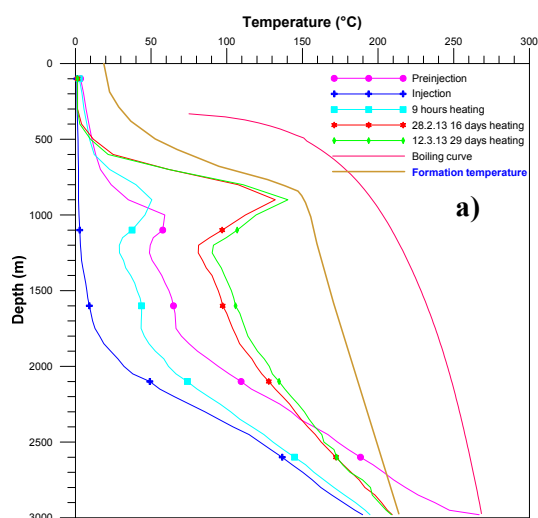 Temperature (°C)
0 50 100 150 200 250 300
0
500
1000
1500
2000
2500
3000
Depth (m)
Preinjection
Injection
9 hours heating
28.2.13 16 days heating
12.3.13 29 days heating
Boiling curve
Formation temperature
a)